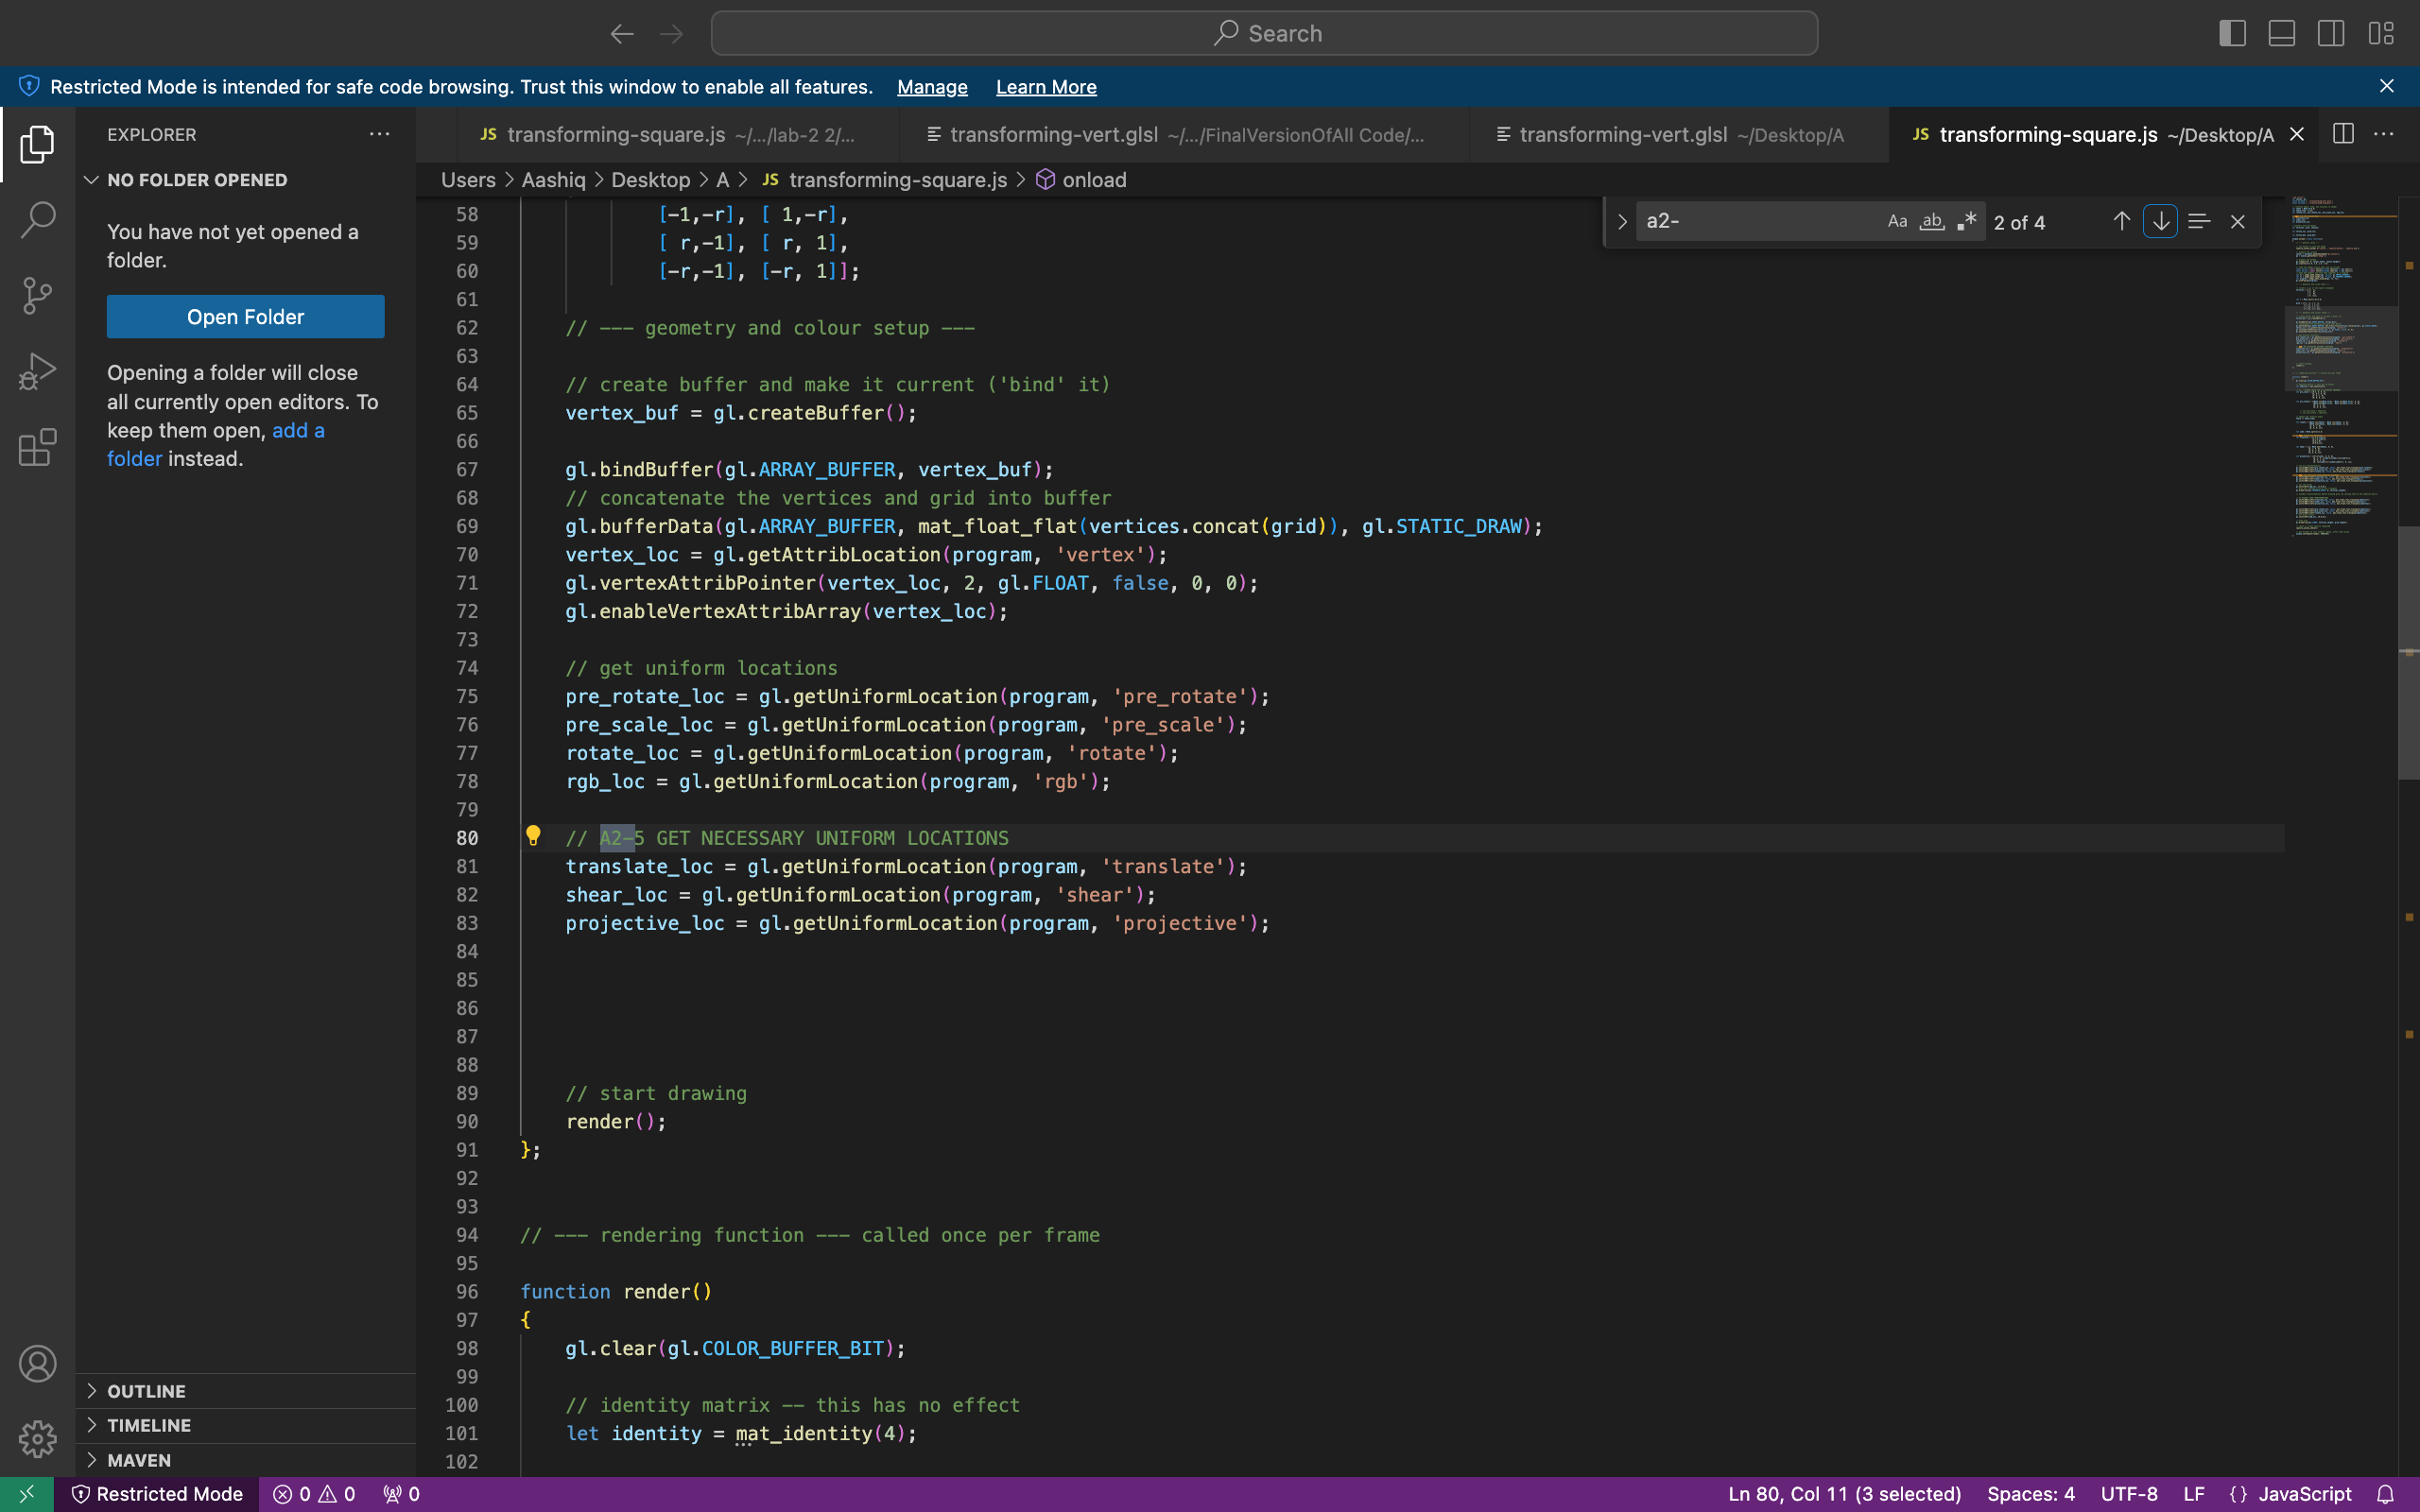 Search
Restricted Mode is intended for safe code browsing. Trust this window to enable all features. Manage Learn More
EXPLORER
JS transforming-square.js ~/.../lab-2 2/...
transforming-vert.glsl ~/.../FinalVersionOfAll Code/...
transforming-vert.glsl ~/Desktop/A
JS transforming-square.js ~/Desktop/A
NO FOLDER OPENED
You have not yet opened a
folder.
Open Folder
Opening a folder will close
all currently open editors. To
keep them open, add a
folder instead.
OUTLINE
TIMELINE
MAVEN
Users > Aashiq > Desktop > A > JS transforming-square.js > onload
a2- Aa ab .* 2 of 4
58 [-1,-r], [ 1,-r],
59 [ r,-1], [ r, 1],
60 [-r,-1], [-r, 1]];
61
62 // --- geometry and colour setup ---
63
64 // create buffer and make it current ('bind' it)
65 vertex_buf = gl.createBuffer();
66
67 gl.bindBuffer(gl.ARRAY_BUFFER, vertex_buf);
68 // concatenate the vertices and grid into buffer
69 gl.bufferData(gl.ARRAY_BUFFER, mat_float_flat(vertices.concat(grid)), gl.STATIC_DRAW);
70 vertex_loc = gl.getAttribLocation(program, 'vertex');
71 gl.vertexAttribPointer(vertex_loc, 2, gl.FLOAT, false, 0, 0);
72 gl.enableVertexAttribArray(vertex_loc);
73
74 // get uniform locations
75 pre_rotate_loc = gl.getUniformLocation(program, 'pre_rotate');
76 pre_scale_loc = gl.getUniformLocation(program, 'pre_scale');
77 rotate_loc = gl.getUniformLocation(program, 'rotate');
78 rgb_loc = gl.getUniformLocation(program, 'rgb');
79
80 // A2-5 GET NECESSARY UNIFORM LOCATIONS
81 translate_loc = gl.getUniformLocation(program, 'translate');
82 shear_loc = gl.getUniformLocation(program, 'shear');
83 projective_loc = gl.getUniformLocation(program, 'projective');
84
85
86
87
88
89 // start drawing
90 render();
91 };
92
93
94 // --- rendering function --- called once per frame
95
96 function render()
97 {
98 gl.clear(gl.COLOR_BUFFER_BIT);
99
100 // identity matrix -- this has no effect
101 let identity = mat_identity(4);
102
Restricted Mode 0 0 0 Ln 80, Col 11 (3 selected) Spaces: 4 UTF-8 LF {} JavaScript